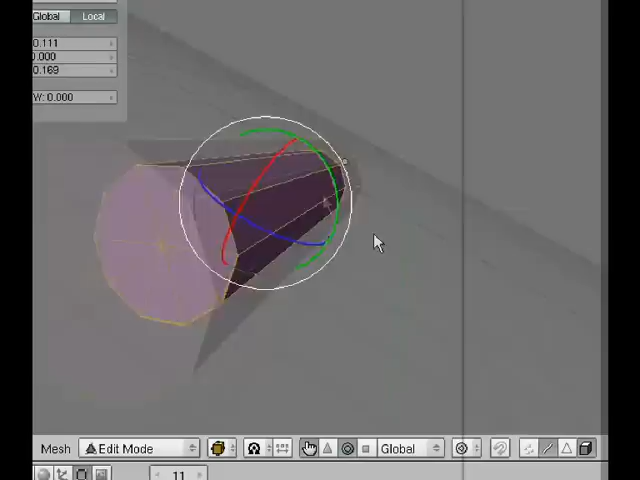 Global Local
0.111
0.000
0.169
W: 0.000
Mesh Edit Mode Global
11